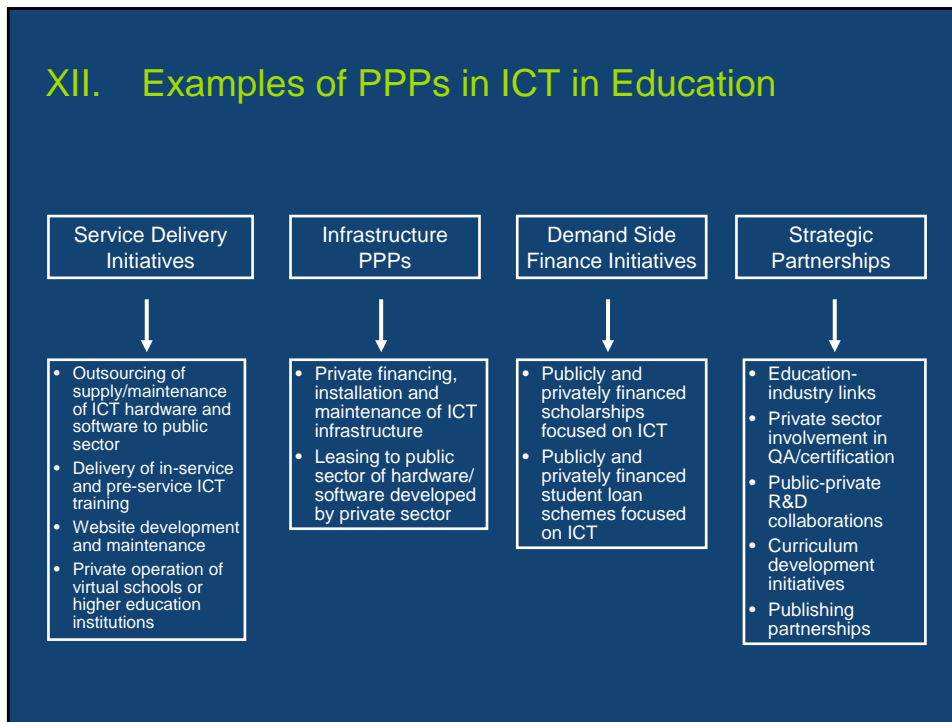 XII. Examples of PPPs in ICT in Education
Service Delivery
Initiatives
Infrastructure
PPPs
Demand Side
Finance Initiatives
Strategic
Partnerships
• Outsourcing of
supply/maintenance
of ICT hardware and
software to public
sector
• Delivery of in-service
and pre-service ICT
training
• Website development
and maintenance
• Private operation of
virtual schools or
higher education
institutions
• Private financing,
installation and
maintenance of ICT
infrastructure
• Leasing to public
sector of hardware/
software developed
by private sector
• Publicly and
privately financed
scholarships
focused on ICT
• Publicly and
privately financed
student loan
schemes focused
on ICT
• Education-
industry links
• Private sector
involvement in
QA/certification
• Public-private
R&D
collaborations
• Curriculum
development
initiatives
• Publishing
partnerships